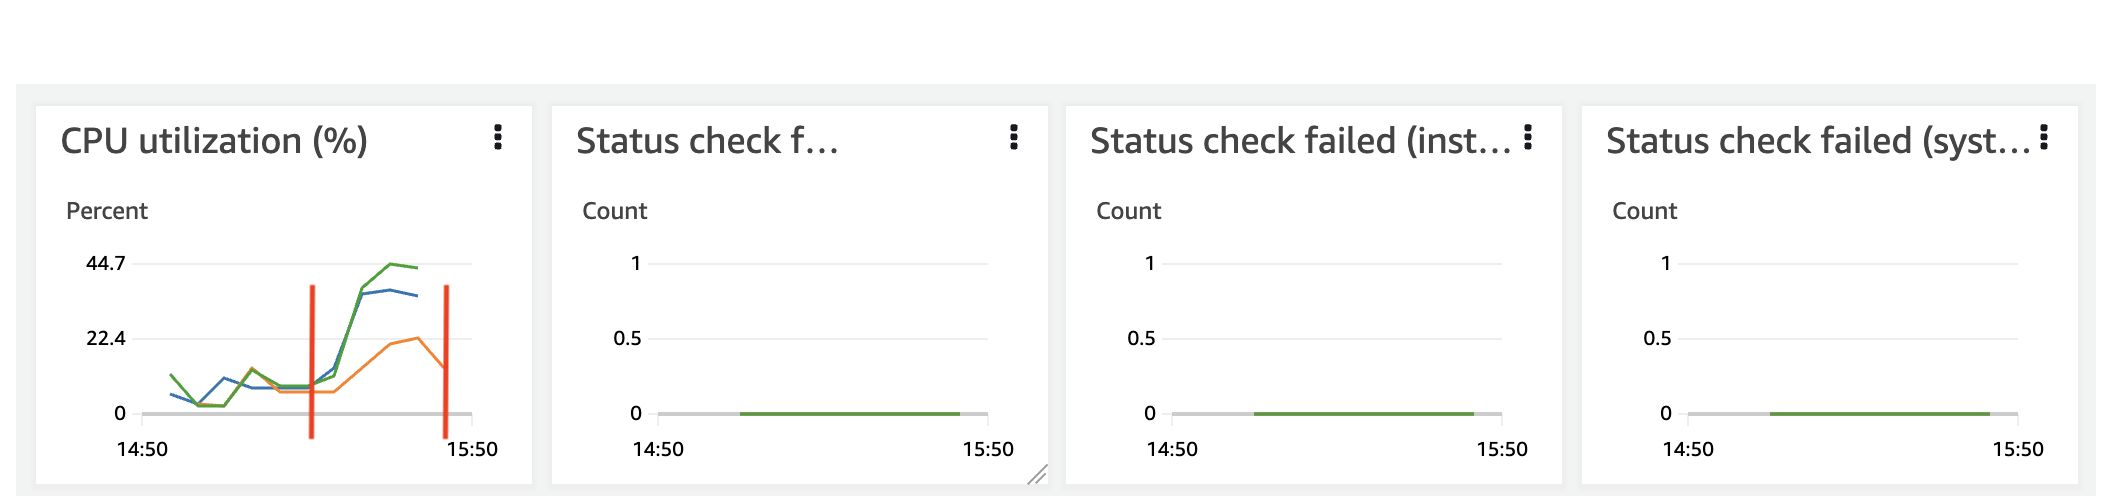 CPU utilization (%)
Percent
44.7
22.4
0
14:50
15:50
Status check f...
Count
1
0.5
0
14:50
15:50
Status check failed (inst...
Count
1
0.5
0
14:50
15:50
Status check failed (syst...
Count
1
0.5
0
14:50
15:50